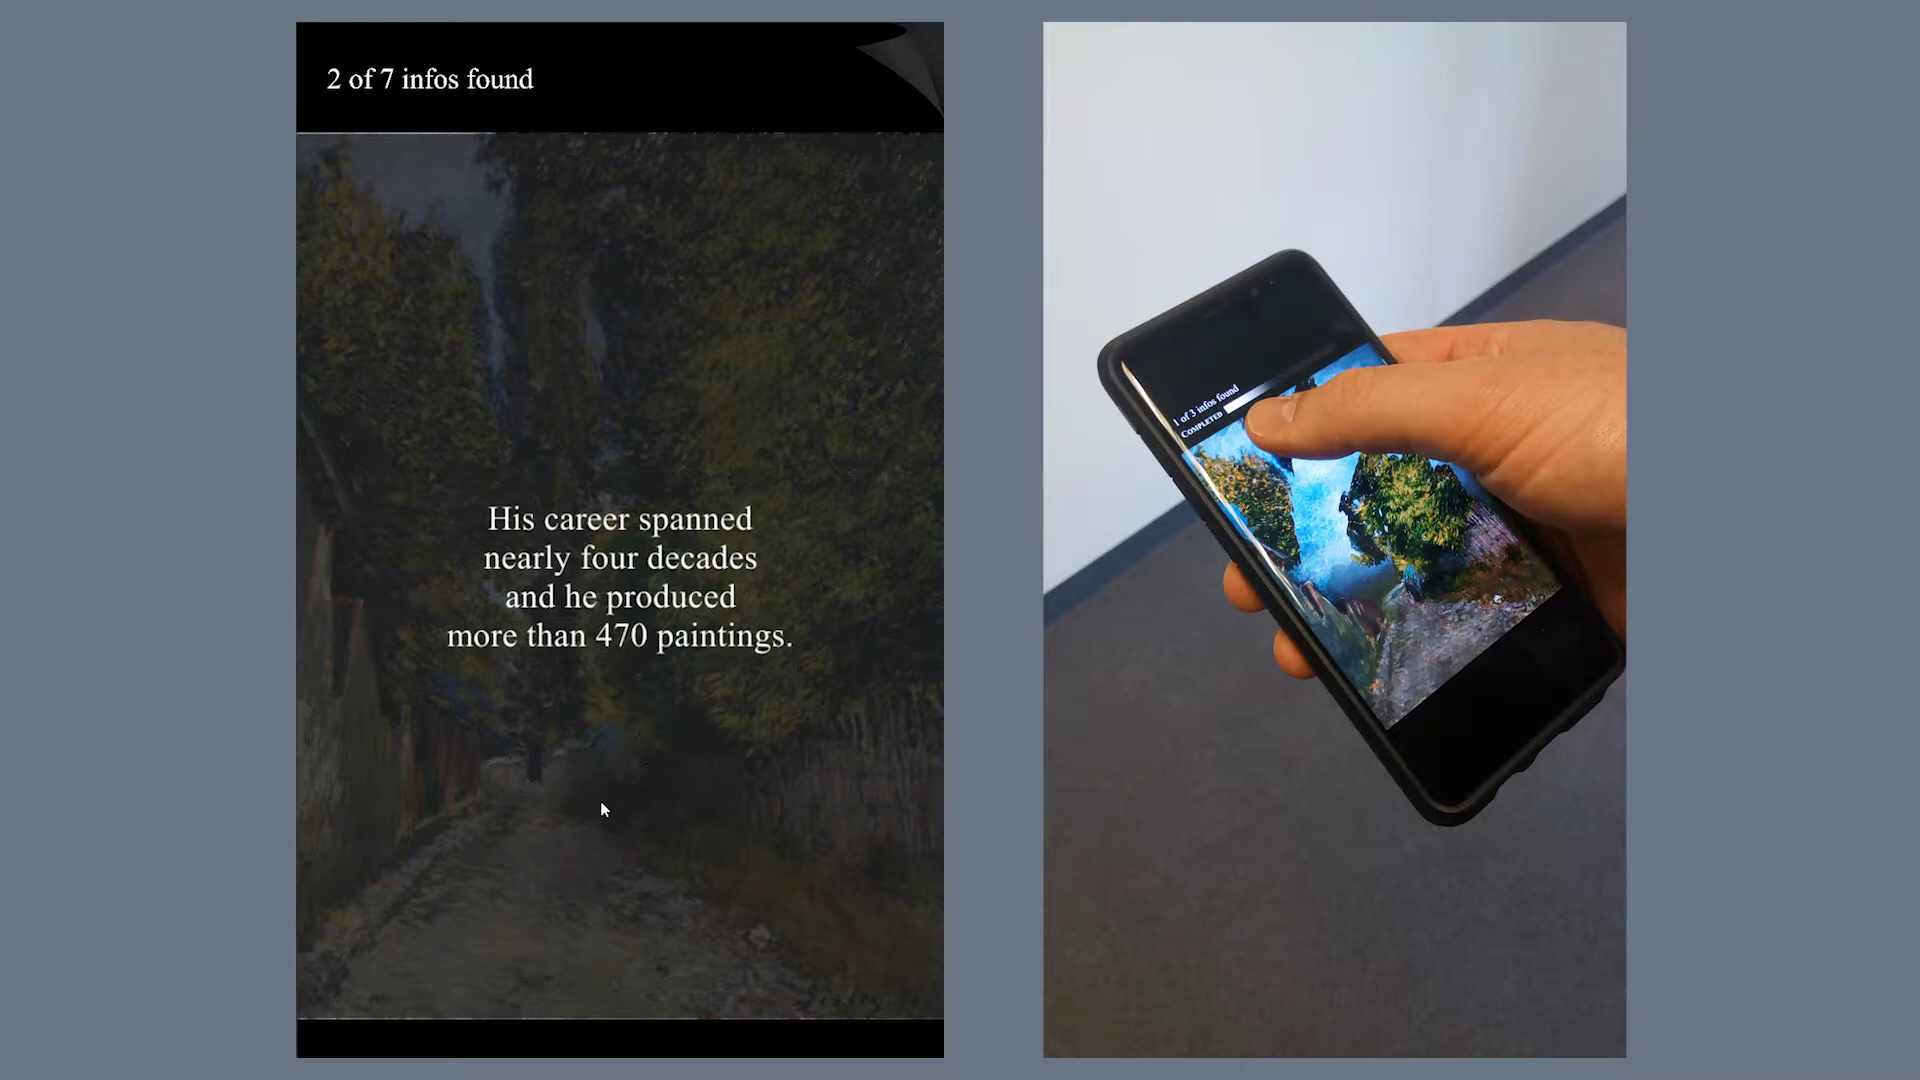 2 of 7 infos found
His career spanned
nearly four decades
and he produced
more than 470 paintings.
1 of 3 infos found
COMPLETED